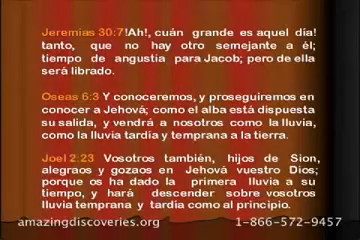 Jeremias 30:7!Ah!, cuán grande es aquel dia!
tanto, que no hay otro semejante a él;
tiempo de angustia para Jacob; pero de ella
será librado.
Oseas 6:3 Y conoceremos, y proseguiremos en
conocer a Jehová; como el alba está dispuesta
su salida, y vendrá a nosotros como la lluvia,
como la lluvia tardía y temprana a la tierra.
Joel 2:23 Vosotros también, hijos de Sion,
alegraos y gozaos en Jehová vuestro Dios;
porque os ha dado la primera lluvia a su
tiempo, y hará descender sobre vosotros
lluvia temprana y tardía como al principio.
amazingdiscoveries.org 1-866-572-9457